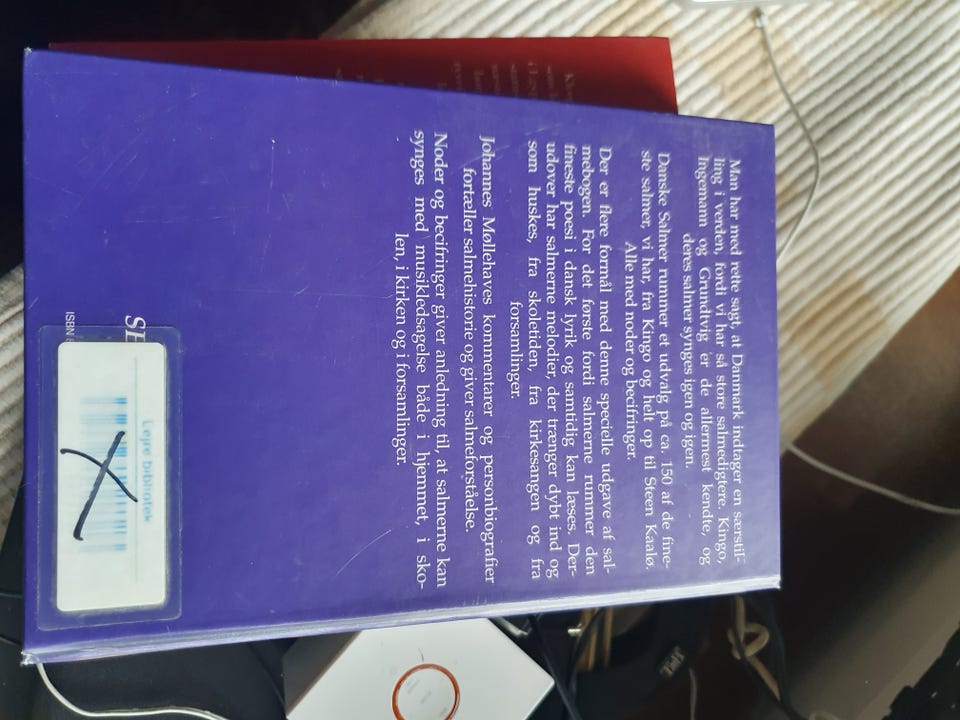 Man har med rette sagt, at Danmark indtager en særstil-
ling i verden, fordi vi har så store salmedigtere. Kingo,
Ingemann og Grundtvig er de allermest kendte, og
deres salmer synges igen og igen.
Danske Salmer rummer et udvalg på ca. 150 af de fine-
ste salmer, vi har, fra Kingo og helt op til Steen Kaalø.
Alle med noder og becifringer.
Der er flere formål med denne specielle udgave af sal-
mebogen. For det første fordi salmerne rummer den
fineste poesi i dansk lyrik og samtidig kan læses. Der-
udover har salmerne melodier, der trænger dybt ind og
som huskes, fra skoletiden, fra kirkesangen og fra
forsamlinger.
Johannes Møllehaves kommentarer og personbiografier
fortæller salmehistorie og giver salmeforståelse.
Noder og becifringer giver anledning til, at salmerne kan
synges med musikledsagelse både i hjemmet, i sko-
len, i kirken og i forsamlinger.
ISBN
Lejre bibliotek